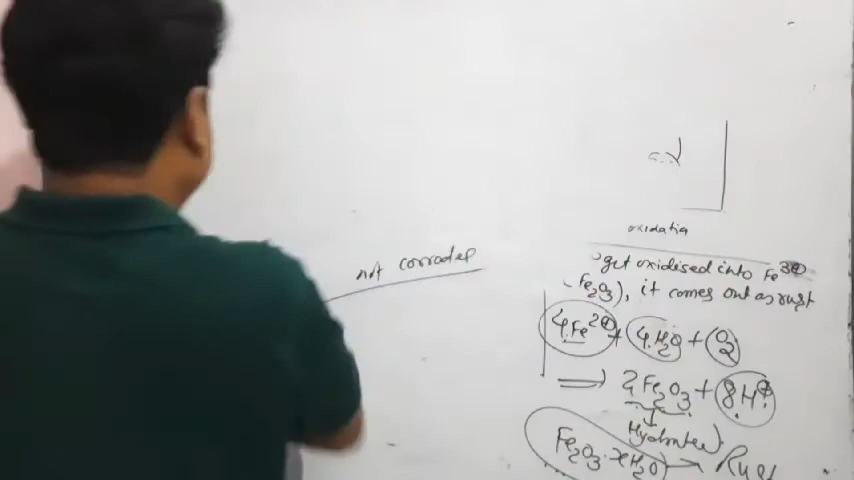 not corroded
oxidatio
get oxidised into Fe³⊕
Fe₂O₃), it comes out as rust
4Fe²⊕ + 4H₂O + O₂
⟹ 2Fe₂O₃ + 8H⊕
Hydrated
Fe₂O₃·xH₂O → Rust